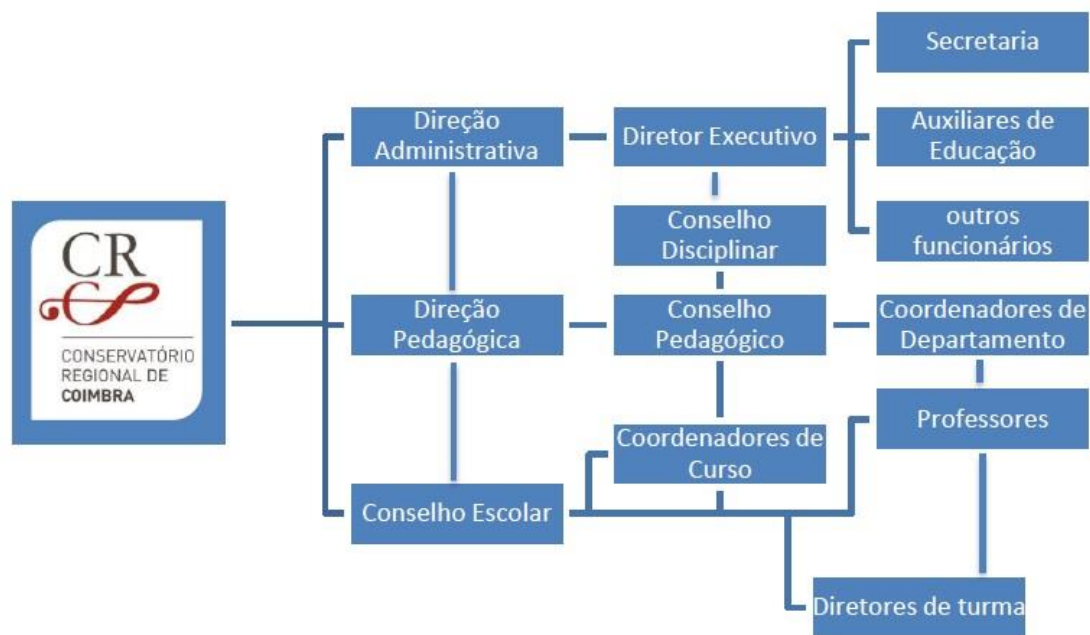 CR
CONSERVATÓRIO
REGIONAL DE
COIMBRA
Direção
Administrativa
Direção
Pedagógica
Conselho Escolar
Diretor Executivo
Conselho
Disciplinar
Conselho
Pedagógico
Coordenadores de
Curso
Secretaria
Auxiliares de
Educação
outros
funcionários
Coordenadores de
Departamento
Professores
Diretores de turma